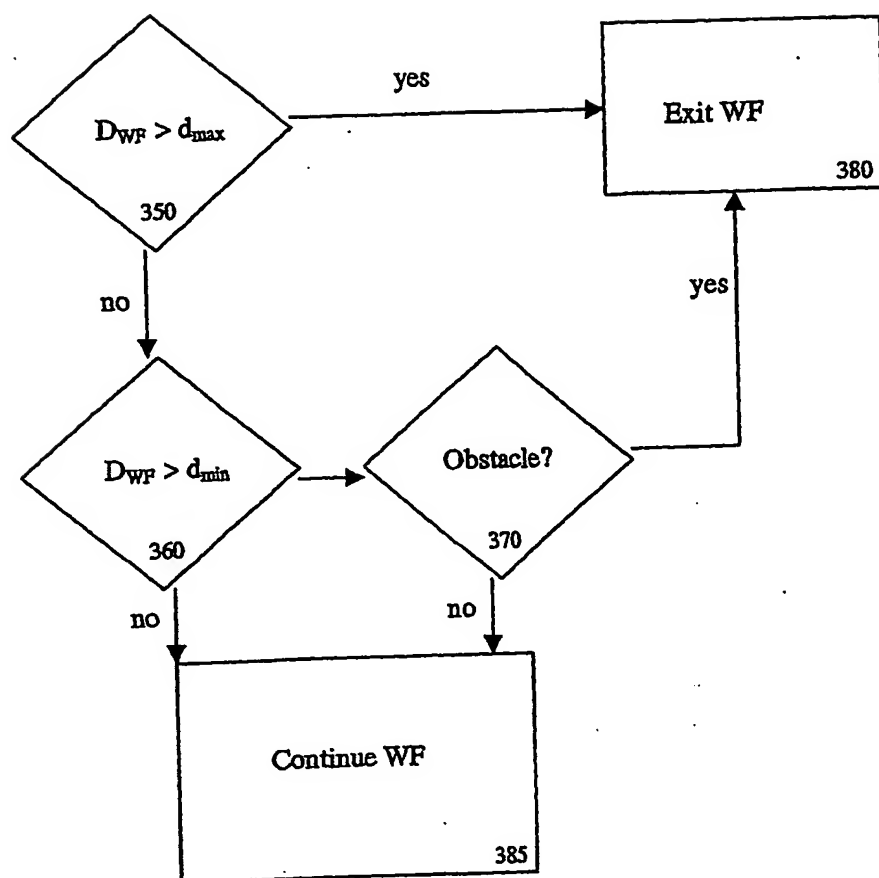 D_WF > d_max
350
yes
Exit WF
380
no
yes
D_WF > d_min
360
Obstacle?
370
no
no
Continue WF
385